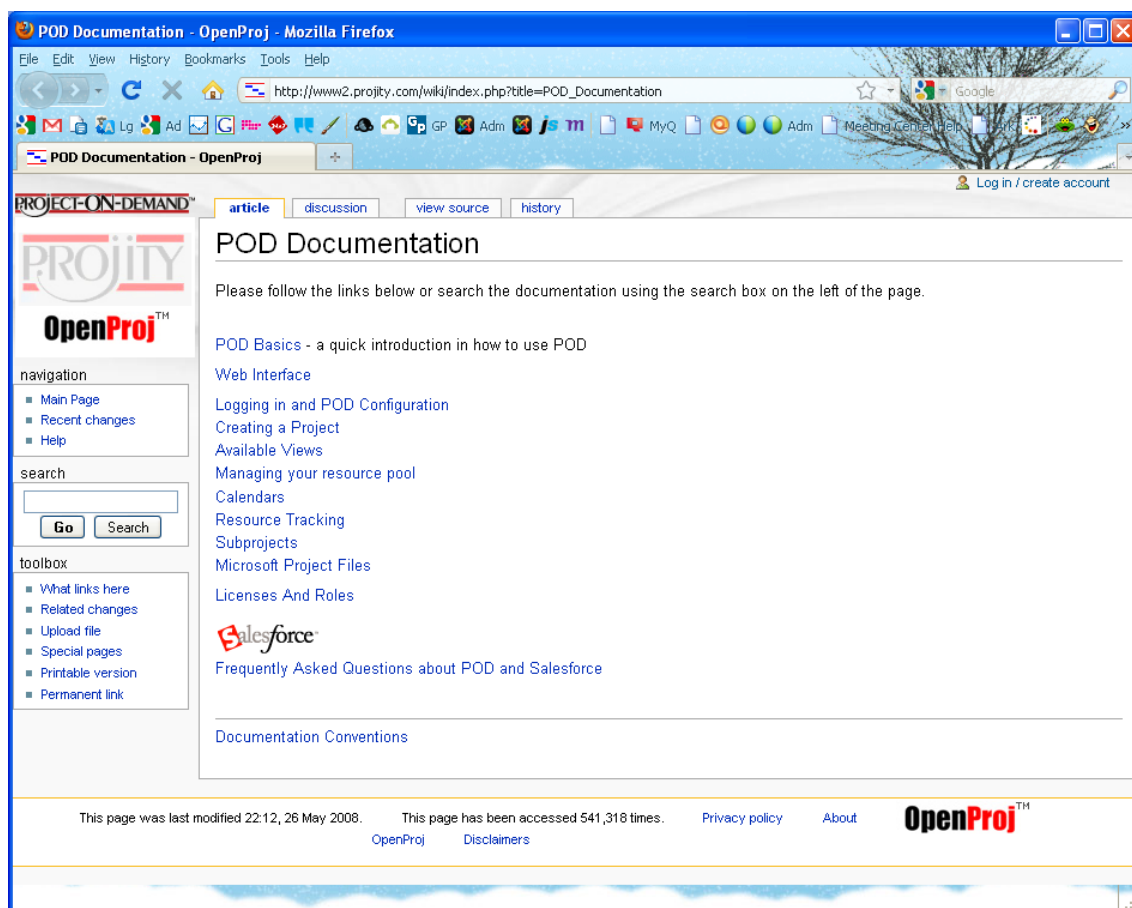 POD Documentation - OpenProj - Mozilla Firefox
File Edit View History Bookmarks Tools Help
http://www2.projity.com/wiki/index.php?title=POD_Documentation
Google
Lg Ad GP Adm js m MyQ Adm Meeting Center Help
POD Documentation - OpenProj
Log in / create account
PROJECT-ON-DEMAND™
PROJITY
OpenProj™
article discussion view source history
POD Documentation
Please follow the links below or search the documentation using the search box on the left of the page.
POD Basics - a quick introduction in how to use POD
Web Interface
Logging in and POD Configuration
Creating a Project
Available Views
Managing your resource pool
Calendars
Resource Tracking
Subprojects
Microsoft Project Files
Licenses And Roles
Salesforce
Frequently Asked Questions about POD and Salesforce
Documentation Conventions
navigation
Main Page
Recent changes
Help
search
Go Search
toolbox
What links here
Related changes
Upload file
Special pages
Printable version
Permanent link
This page was last modified 22:12, 26 May 2008. This page has been accessed 541,318 times. Privacy policy About
OpenProj Disclaimers
OpenProj™